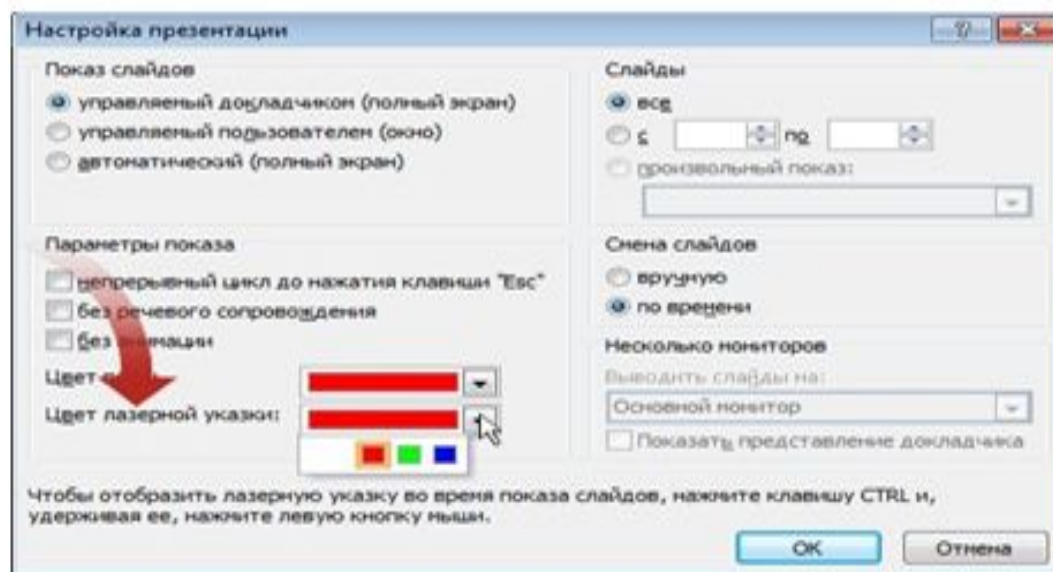 Настройка презентации
Показ слайдов
управляемый докладчиком (полный экран)
управляемый пользователем (окно)
автоматический (полный экран)
Слайды
все
с по
произвольный показ:
Параметры показа
непрерывный цикл до нажатия клавиши "Esc"
без речевого сопровождения
без анимации
Цвет
Цвет лазерной указки:
Смена слайдов
вручную
по времени
Несколько мониторов
Выводить слайды на:
Основной монитор
Показать представление докладчика
Чтобы отобразить лазерную указку во время показа слайдов, нажмите клавишу CTRL и,
удерживая ее, нажмите левую кнопку мыши.
OK Отмена